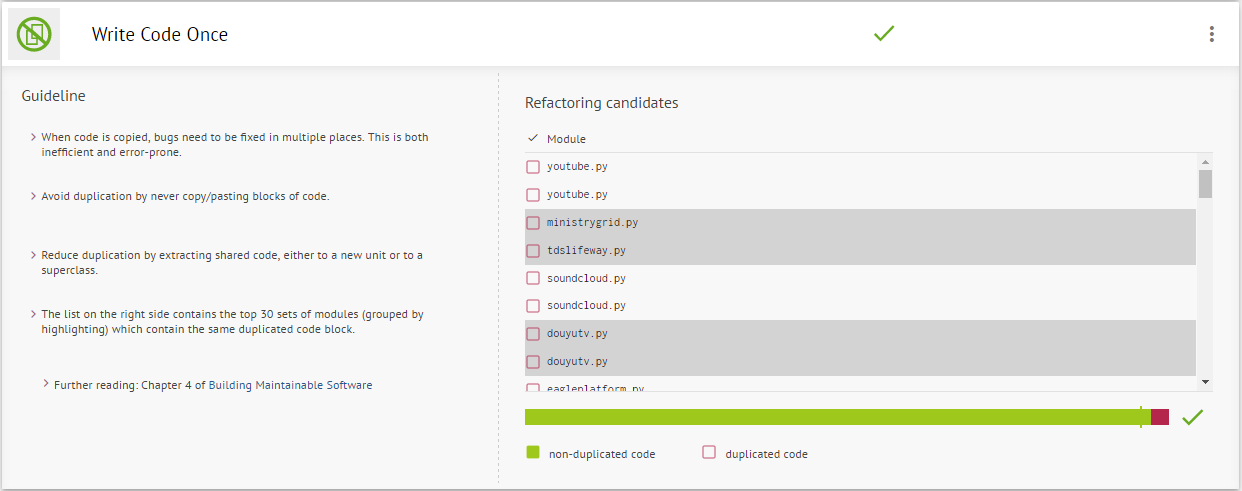 Write Code Once
Guideline
When code is copied, bugs need to be fixed in multiple places. This is both
inefficient and error-prone.
Avoid duplication by never copy/pasting blocks of code.
Reduce duplication by extracting shared code, either to a new unit or to a
superclass.
The list on the right side contains the top 30 sets of modules (grouped by
highlighting) which contain the same duplicated code block.
Further reading: Chapter 4 of Building Maintainable Software
Refactoring candidates
Module
youtube.py
youtube.py
ministrygrid.py
tdslifeway.py
soundcloud.py
soundcloud.py
douyutv.py
douyutv.py
eagleplatform.py
non-duplicated code
duplicated code